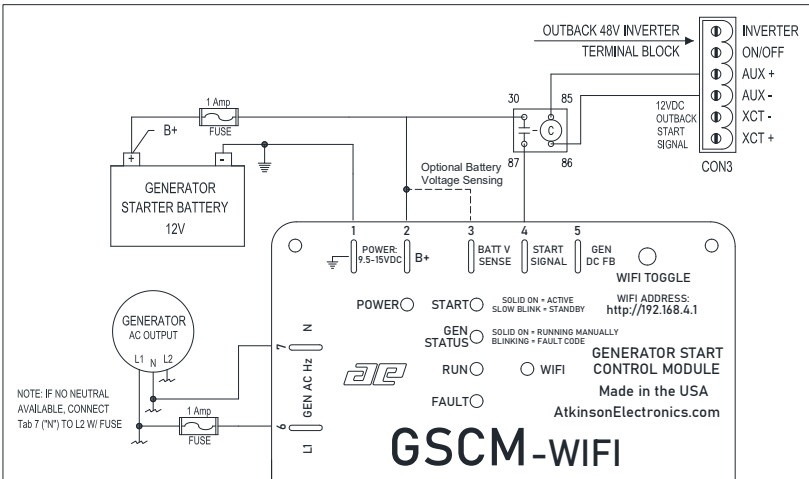 OUTBACK 48V INVERTER
TERMINAL BLOCK
INVERTER
ON/OFF
AUX +
AUX -
XCT -
XCT +
CON3
12VDC
OUTBACK
START
SIGNAL
30
85
C
87
86
1 Amp
FUSE
B+
+
-
GENERATOR
STARTER BATTERY
12V
Optional Battery
Voltage Sensing
1
2
3
4
5
POWER:
9.5-15VDC
B+
BATT V
SENSE
START
SIGNAL
GEN
DC FB
WIFI TOGGLE
WIFI ADDRESS:
http://192.168.4.1
POWER
START
SOLID ON = ACTIVE
SLOW BLINK = STANDBY
GEN
STATUS
SOLID ON = RUNNING MANUALLY
BLINKING = FAULT CODE
RUN
WIFI
FAULT
ae
GENERATOR START
CONTROL MODULE
Made in the USA
AtkinsonElectronics.com
GSCM-WIFI
GENERATOR
AC OUTPUT
L1
N
L2
NOTE: IF NO NEUTRAL
AVAILABLE, CONNECT
Tab 7 ("N") TO L2 W/ FUSE
1 Amp
FUSE
7
6
N
GEN AC Hz
L1